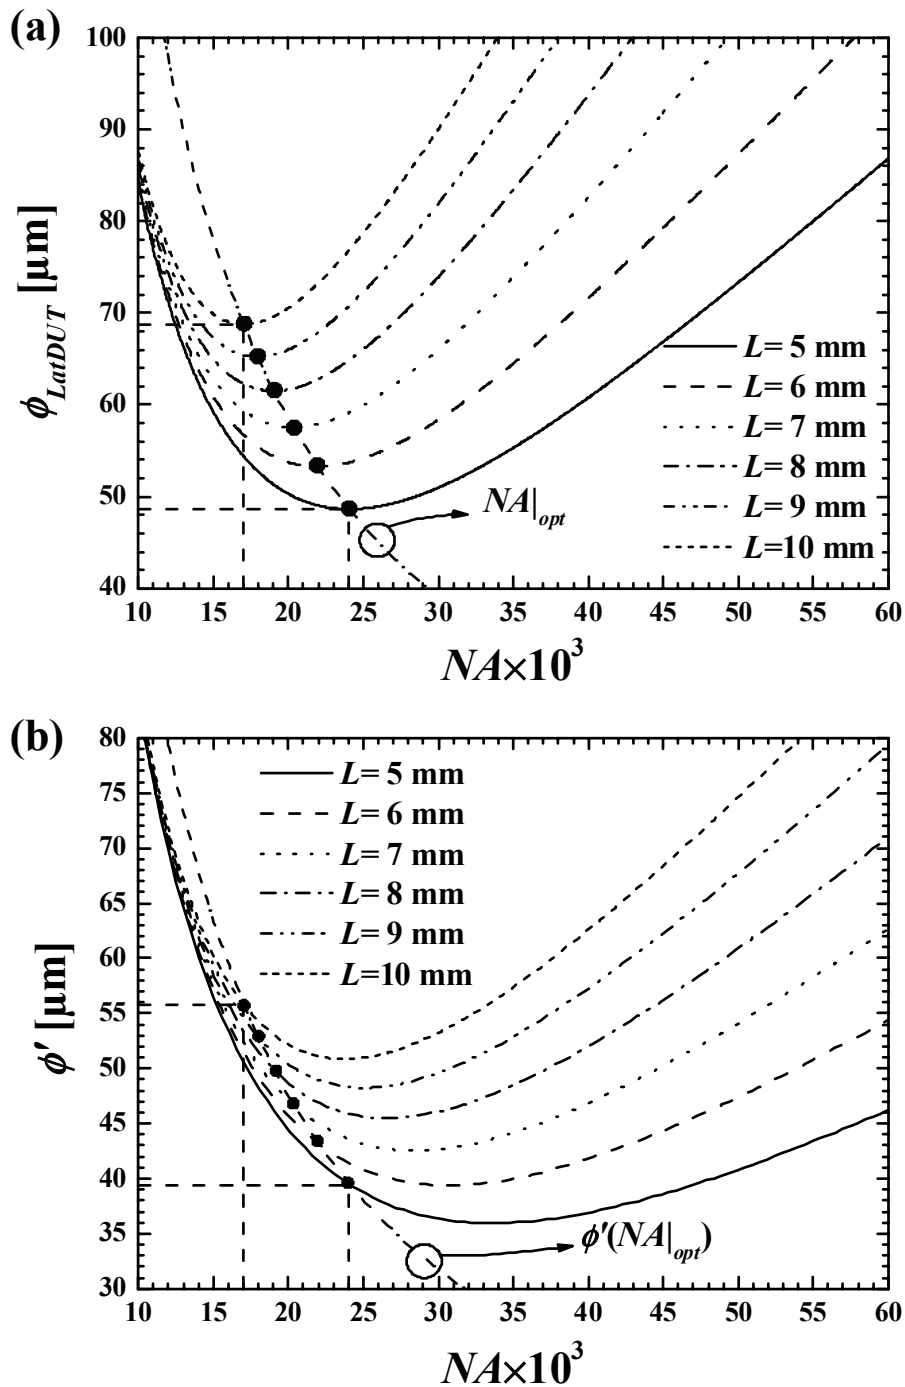 (a)
100
90
80
70
60
50
40
ϕLatDUT [μm]
L= 5 mm
L= 6 mm
L= 7 mm
L= 8 mm
L= 9 mm
L=10 mm
NA|opt
10 15 20 25 30 35 40 45 50 55 60
NA×10³
(b)
80
75
70
65
60
55
50
45
40
35
30
ϕ′ [μm]
L= 5 mm
L= 6 mm
L= 7 mm
L= 8 mm
L= 9 mm
L=10 mm
ϕ′(NA|opt)
10 15 20 25 30 35 40 45 50 55 60
NA×10³